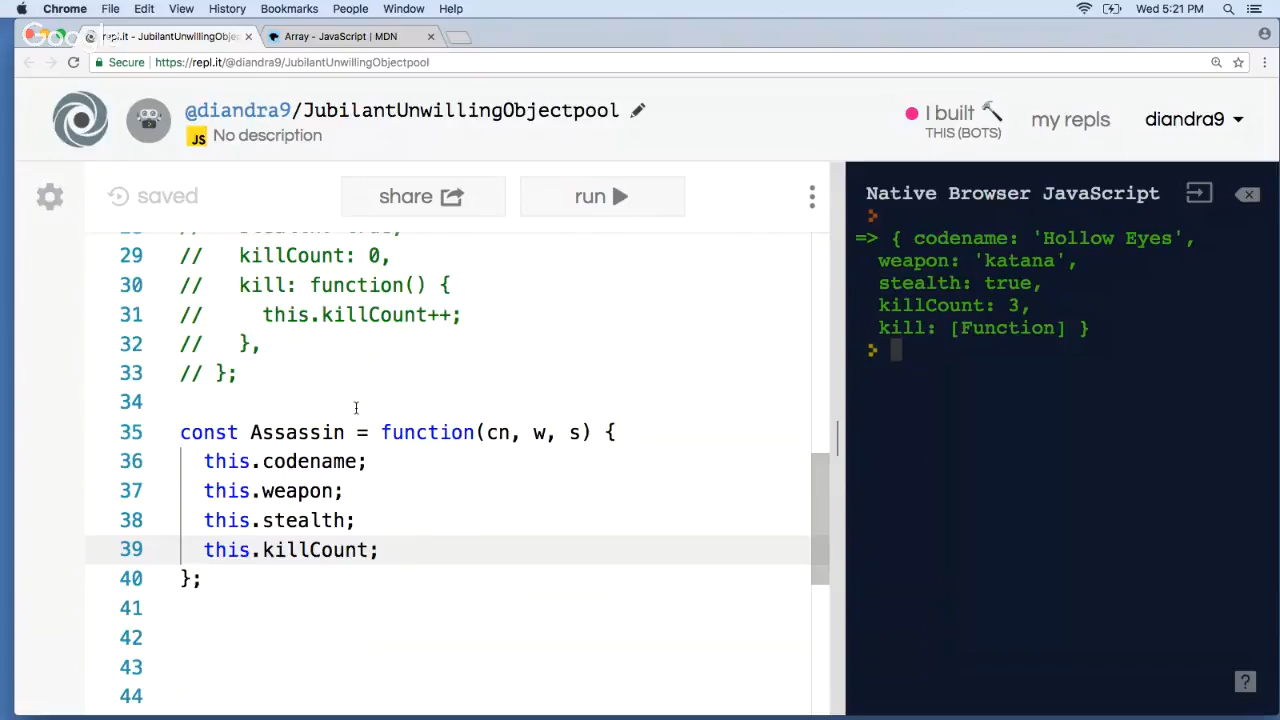 Chrome File Edit View History Bookmarks People Window Help Wed 5:21 PM
Google
repl.it - JubilantUnwillingObjec Array - JavaScript | MDN
Secure https://repl.it/@diandra9/JubilantUnwillingObjectpool
@diandra9/JubilantUnwillingObjectpool
JS No description
I built
THIS (BOTS)
my repls diandra9
saved share run
29 // killCount: 0,
30 // kill: function() {
31 // this.killCount++;
32 // },
33 // };
34
35 const Assassin = function(cn, w, s) {
36 this.codename;
37 this.weapon;
38 this.stealth;
39 this.killCount;
40 };
41
42
43
44
Native Browser JavaScript
=> { codename: 'Hollow Eyes',
weapon: 'katana',
stealth: true,
killCount: 3,
kill: [Function] }
?